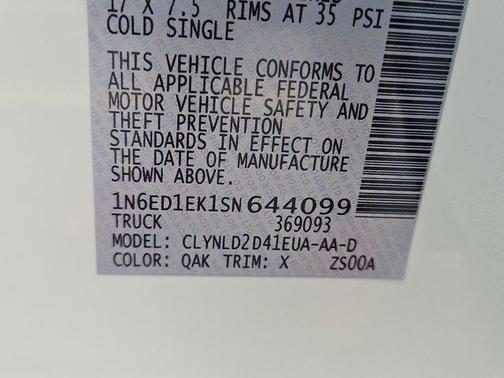 17 X 7.5 RIMS AT 35 PSI
COLD SINGLE
THIS VEHICLE CONFORMS TO
ALL APPLICABLE FEDERAL
MOTOR VEHICLE SAFETY AND
THEFT PREVENTION
STANDARDS IN EFFECT ON
THE DATE OF MANUFACTURE
SHOWN ABOVE.
1N6ED1EK1SN644099
TRUCK 369093
MODEL: CLYNLD2D41EUA-AA-D
COLOR: QAK TRIM: X ZS00A